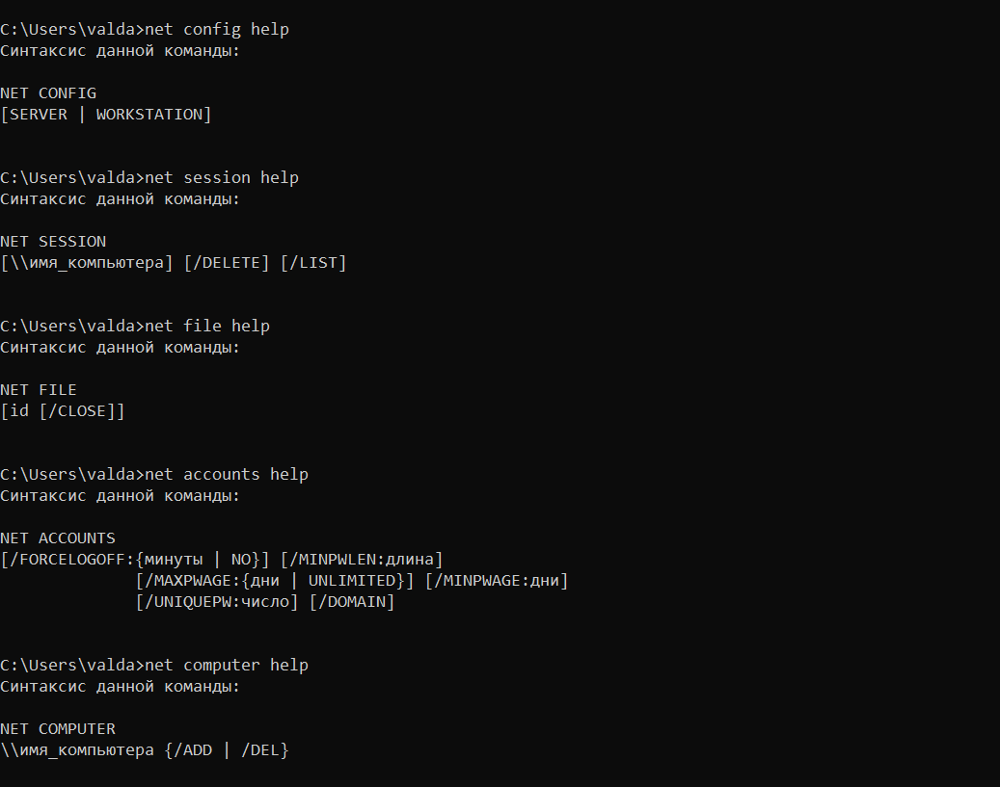 C:\Users\valda>net config help
Синтаксис данной команды:
NET CONFIG
[SERVER | WORKSTATION]
C:\Users\valda>net session help
Синтаксис данной команды:
NET SESSION
[\\имя_компьютера] [/DELETE] [/LIST]
C:\Users\valda>net file help
Синтаксис данной команды:
NET FILE
[id [/CLOSE]]
C:\Users\valda>net accounts help
Синтаксис данной команды:
NET ACCOUNTS
[/FORCELOGOFF:{минуты | NO}] [/MINPWLEN:длина]
[/MAXPWAGE:{дни | UNLIMITED}] [/MINPWAGE:дни]
[/UNIQUEPW:число] [/DOMAIN]
C:\Users\valda>net computer help
Синтаксис данной команды:
NET COMPUTER
\\имя_компьютера {/ADD | /DEL}